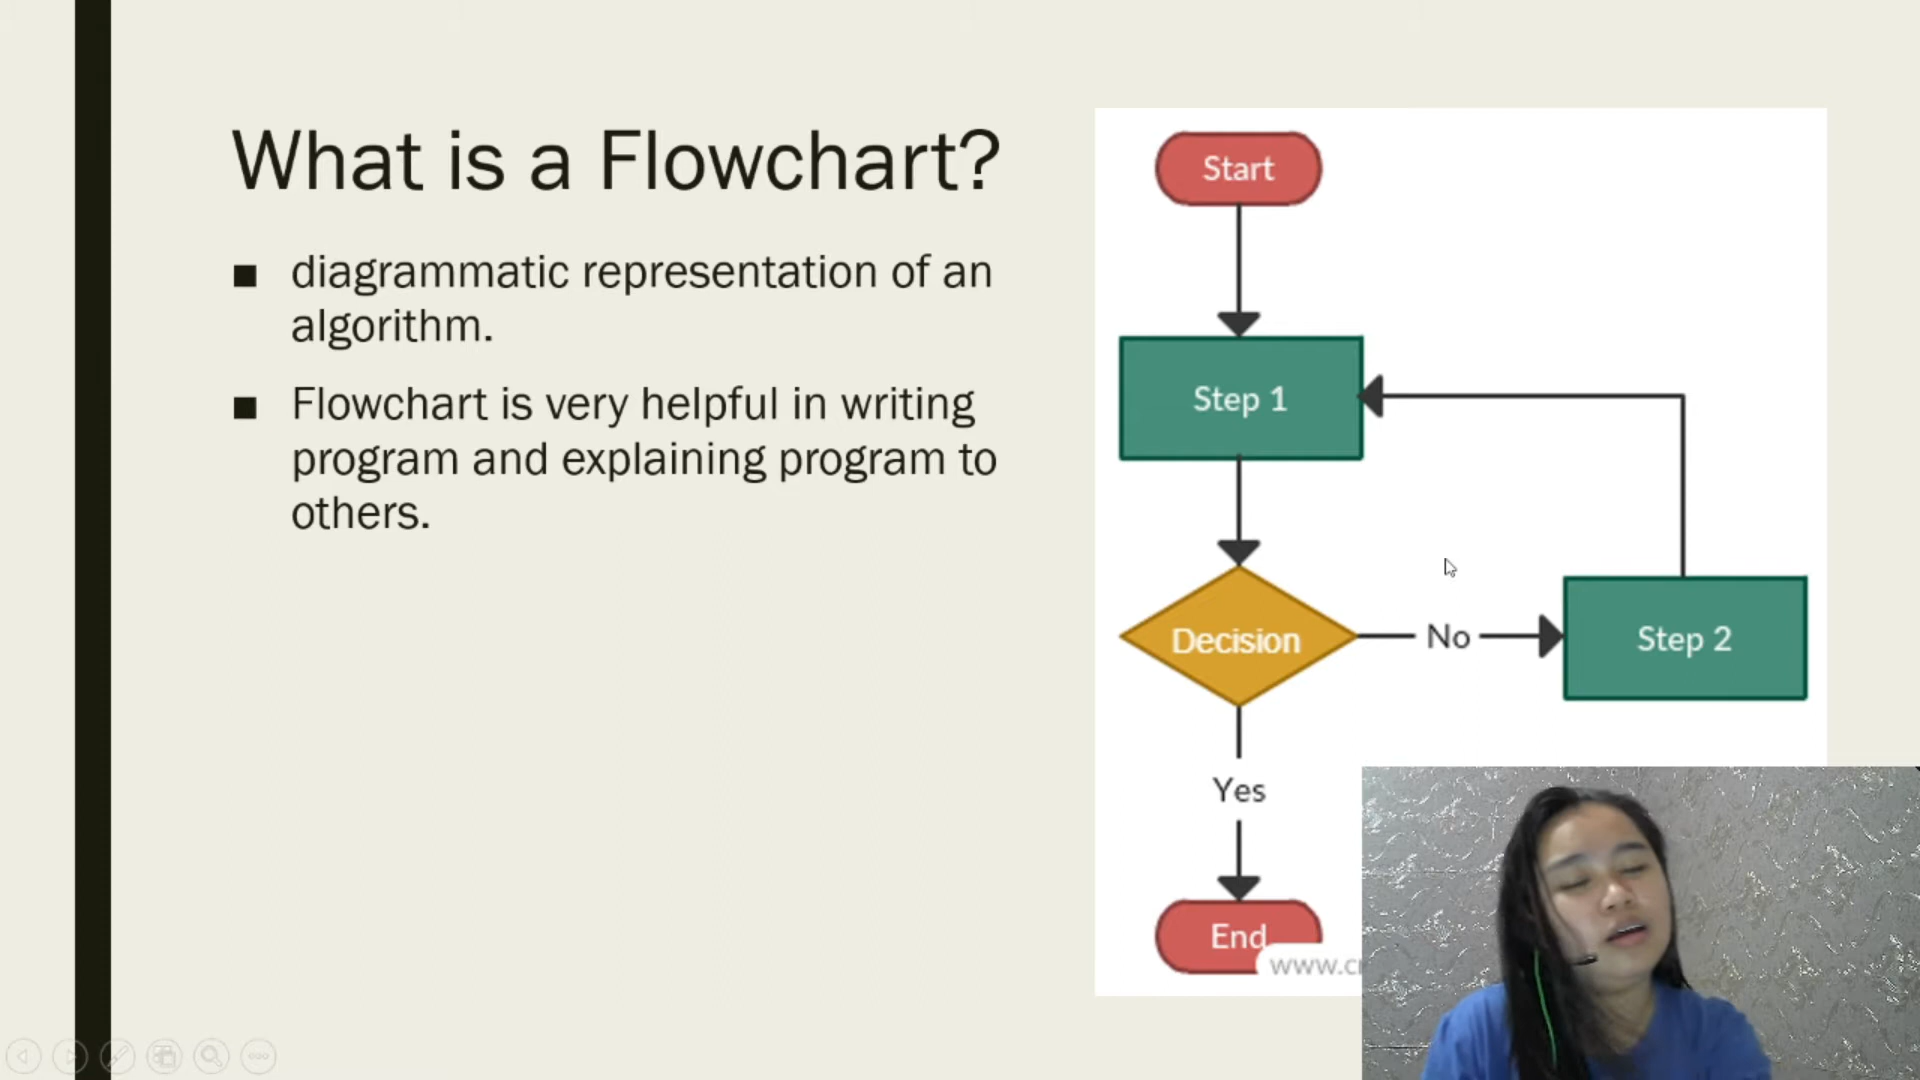 What is a Flowchart?
■ diagrammatic representation of an
algorithm.
■ Flowchart is very helpful in writing
program and explaining program to
others.
Start
Step 1
Decision
No
Step 2
Yes
End